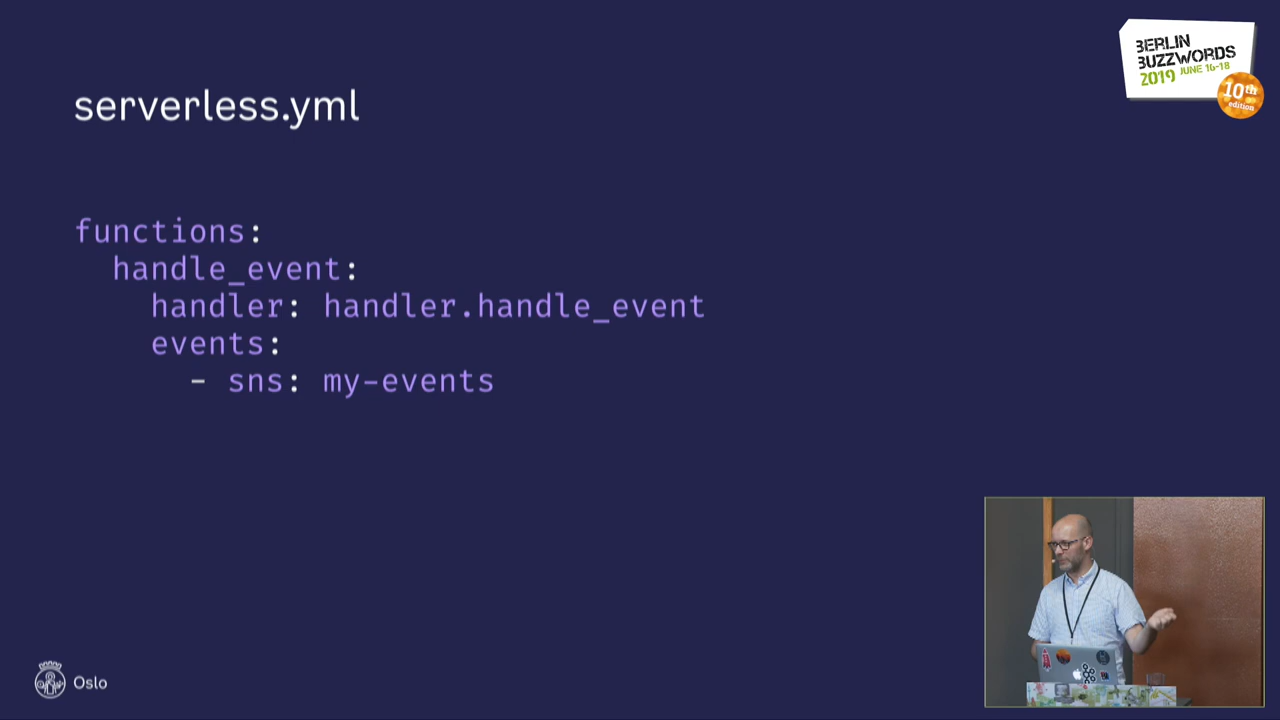 serverless.yml
functions:
  handle_event:
    handler: handler.handle_event
    events:
      - sns: my-events
BERLIN
BUZZWORDS
2019 JUNE 16-18
10th
edition
Oslo